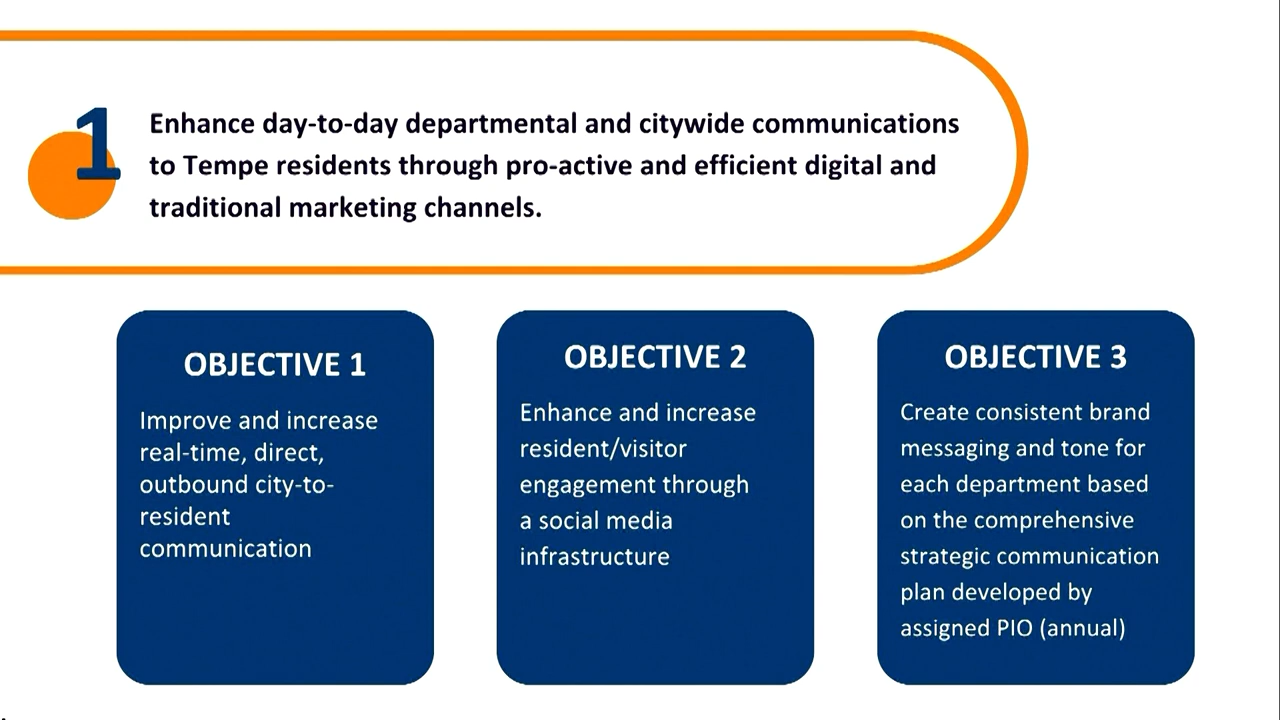 1
Enhance day-to-day departmental and citywide communications
to Tempe residents through pro-active and efficient digital and
traditional marketing channels.
OBJECTIVE 1
Improve and increase
real-time, direct,
outbound city-to-
resident
communication
OBJECTIVE 2
Enhance and increase
resident/visitor
engagement through
a social media
infrastructure
OBJECTIVE 3
Create consistent brand
messaging and tone for
each department based
on the comprehensive
strategic communication
plan developed by
assigned PIO (annual)